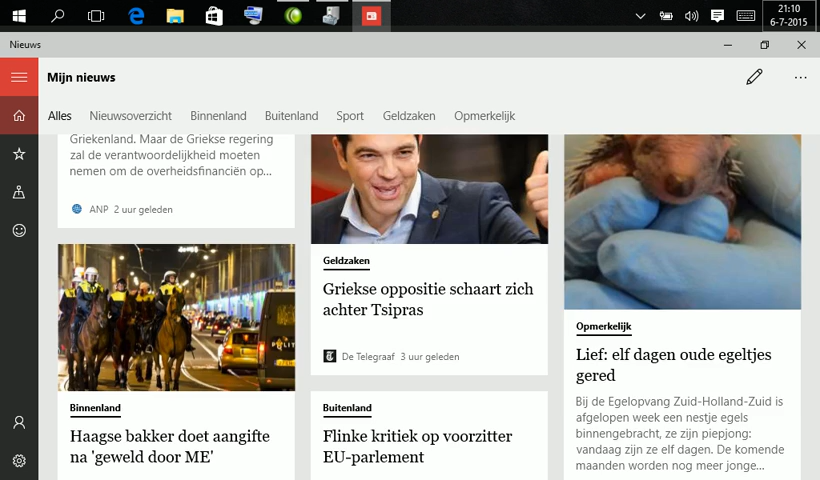 21:10
6-7-2015
Nieuws
Mijn nieuws
Alles Nieuwsoverzicht Binnenland Buitenland Sport Geldzaken Opmerkelijk
Griekenland. Maar de Griekse regering
zal de verantwoordelijkheid moeten
nemen om de overheidsfinanciën op...
ANP 2 uur geleden
Binnenland
Haagse bakker doet aangifte
na 'geweld door ME'
Geldzaken
Griekse oppositie schaart zich
achter Tsipras
De Telegraaf 3 uur geleden
Buitenland
Flinke kritiek op voorzitter
EU-parlement
Opmerkelijk
Lief: elf dagen oude egeltjes
gered
Bij de Egelopvang Zuid-Holland-Zuid is
afgelopen week een nestje egels
binnengebracht, ze zijn piepjong:
vandaag zijn ze elf dagen. De komende
maanden worden nog meer jonge...